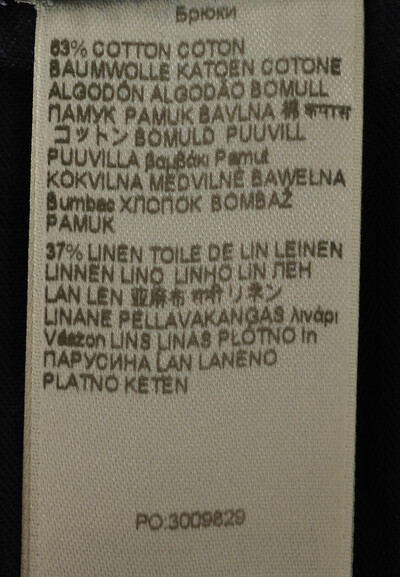 Брюки
63% COTTON COTON
BAUMWOLLE KATOEN COTONE
ALGODÓN ALGODÃO BOMULL
ПАМУК PAMUK BAVLNA 棉 कपास
コットン BOMULD PUUVILL
PUUVILLA βαμβάκι Pamut
KOKVILNA MEDVILNĖ BAWEŁNA
Bumbac ХЛОПОК BOMBAŽ
PAMUK
37% LINEN TOILE DE LIN LEINEN
LINNEN LINO LINHO LIN ЛЕН
LAN LEN 亚麻布 सनी リネン
LINANE PELLAVAKANGAS λινάρι
Vászon LINS LINAS PŁÓTNO In
ПАРУСИНА LAN LANENO
PLATNO KETEN
PO:3009829